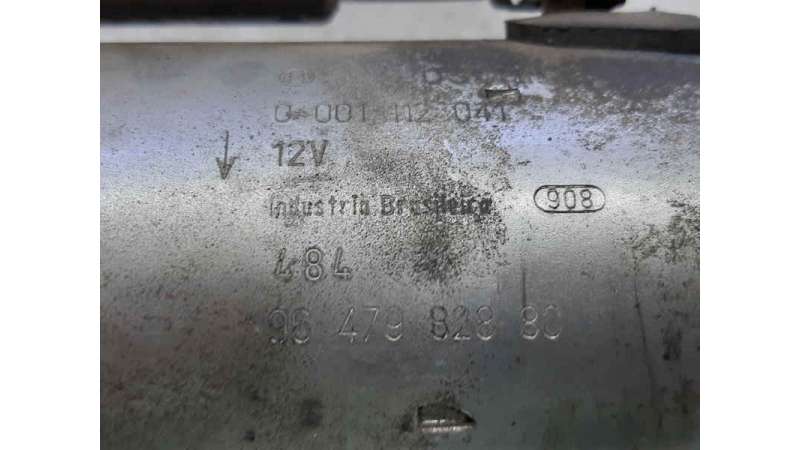 0 001 112 041
12V
Industria Brasileira 908
484
96 479 828 80